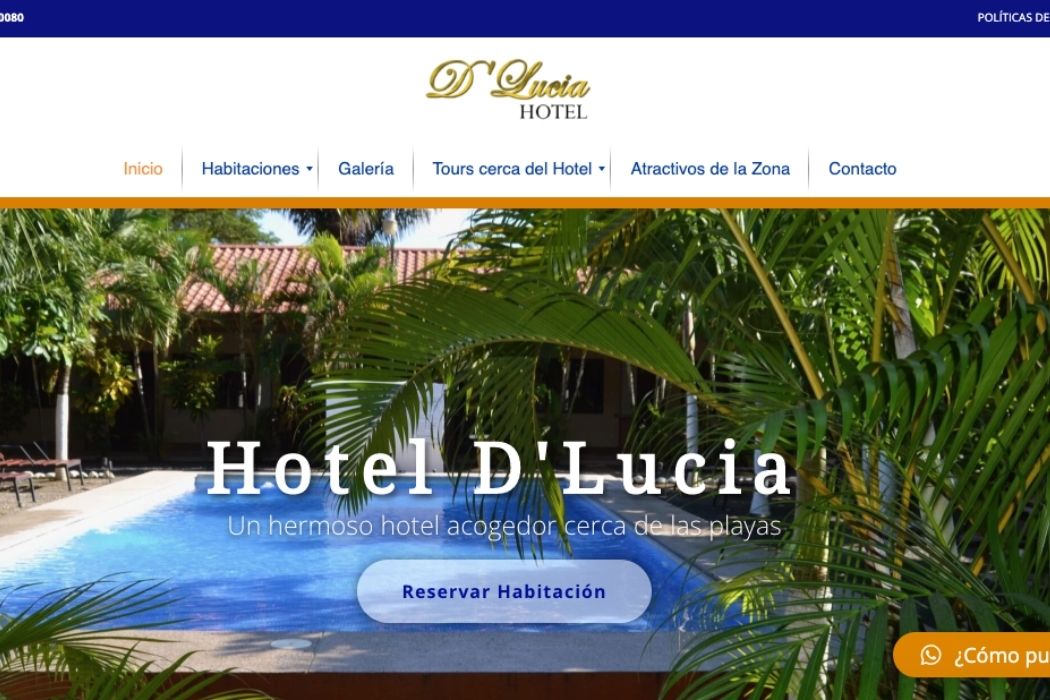 0080
POLÍTICAS DE
D'Lucia
HOTEL
Inicio
Habitaciones
Galería
Tours cerca del Hotel
Atractivos de la Zona
Contacto
Hotel D'Lucia
Un hermoso hotel acogedor cerca de las playas
Reservar Habitación
¿Cómo pu